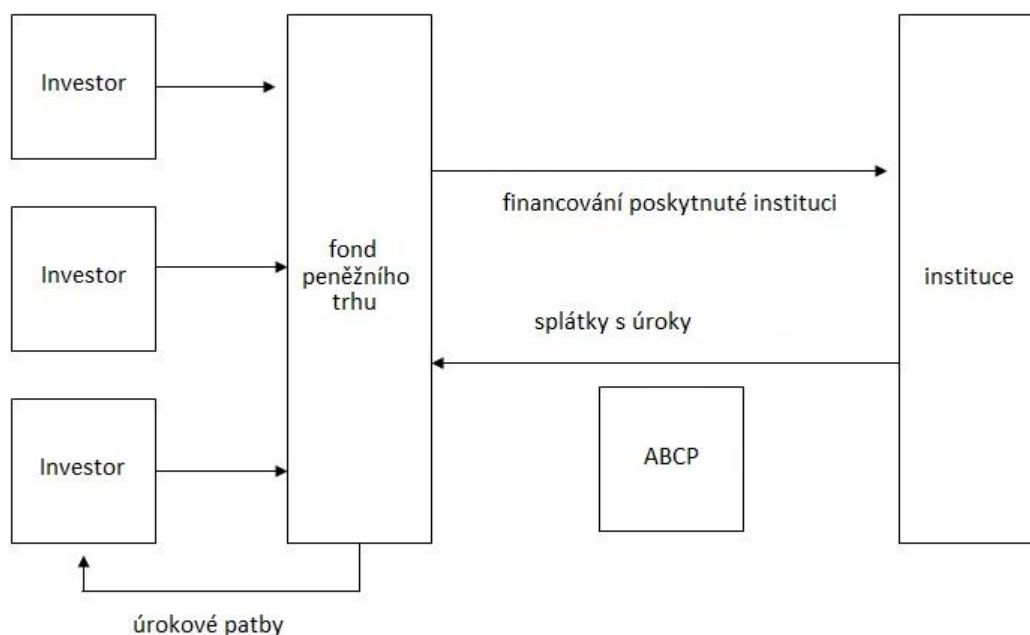 Investor
financování poskytnuté instituci
Investor
fond
peněžního
trhu
instituce
splátky s úroky
Investor
ABCP
úrokové patby